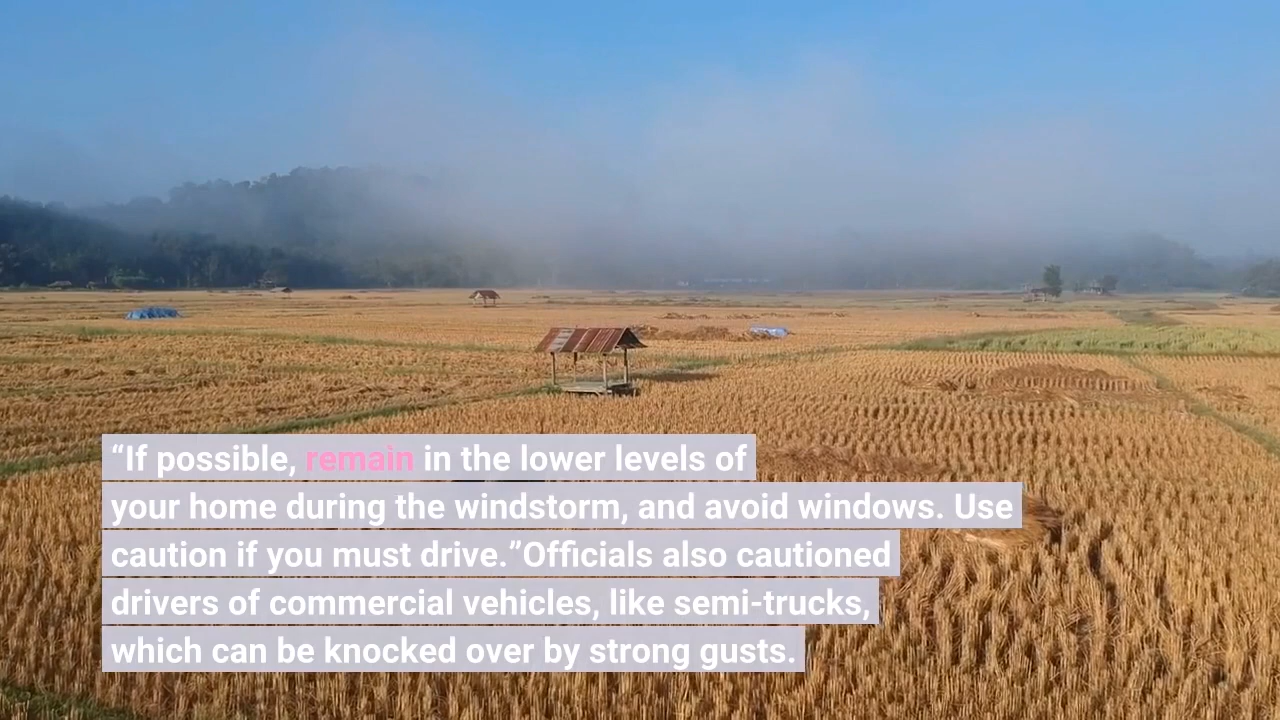 “If possible, remain in the lower levels of
your home during the windstorm, and avoid windows. Use
caution if you must drive.”Officials also cautioned
drivers of commercial vehicles, like semi-trucks,
which can be knocked over by strong gusts.